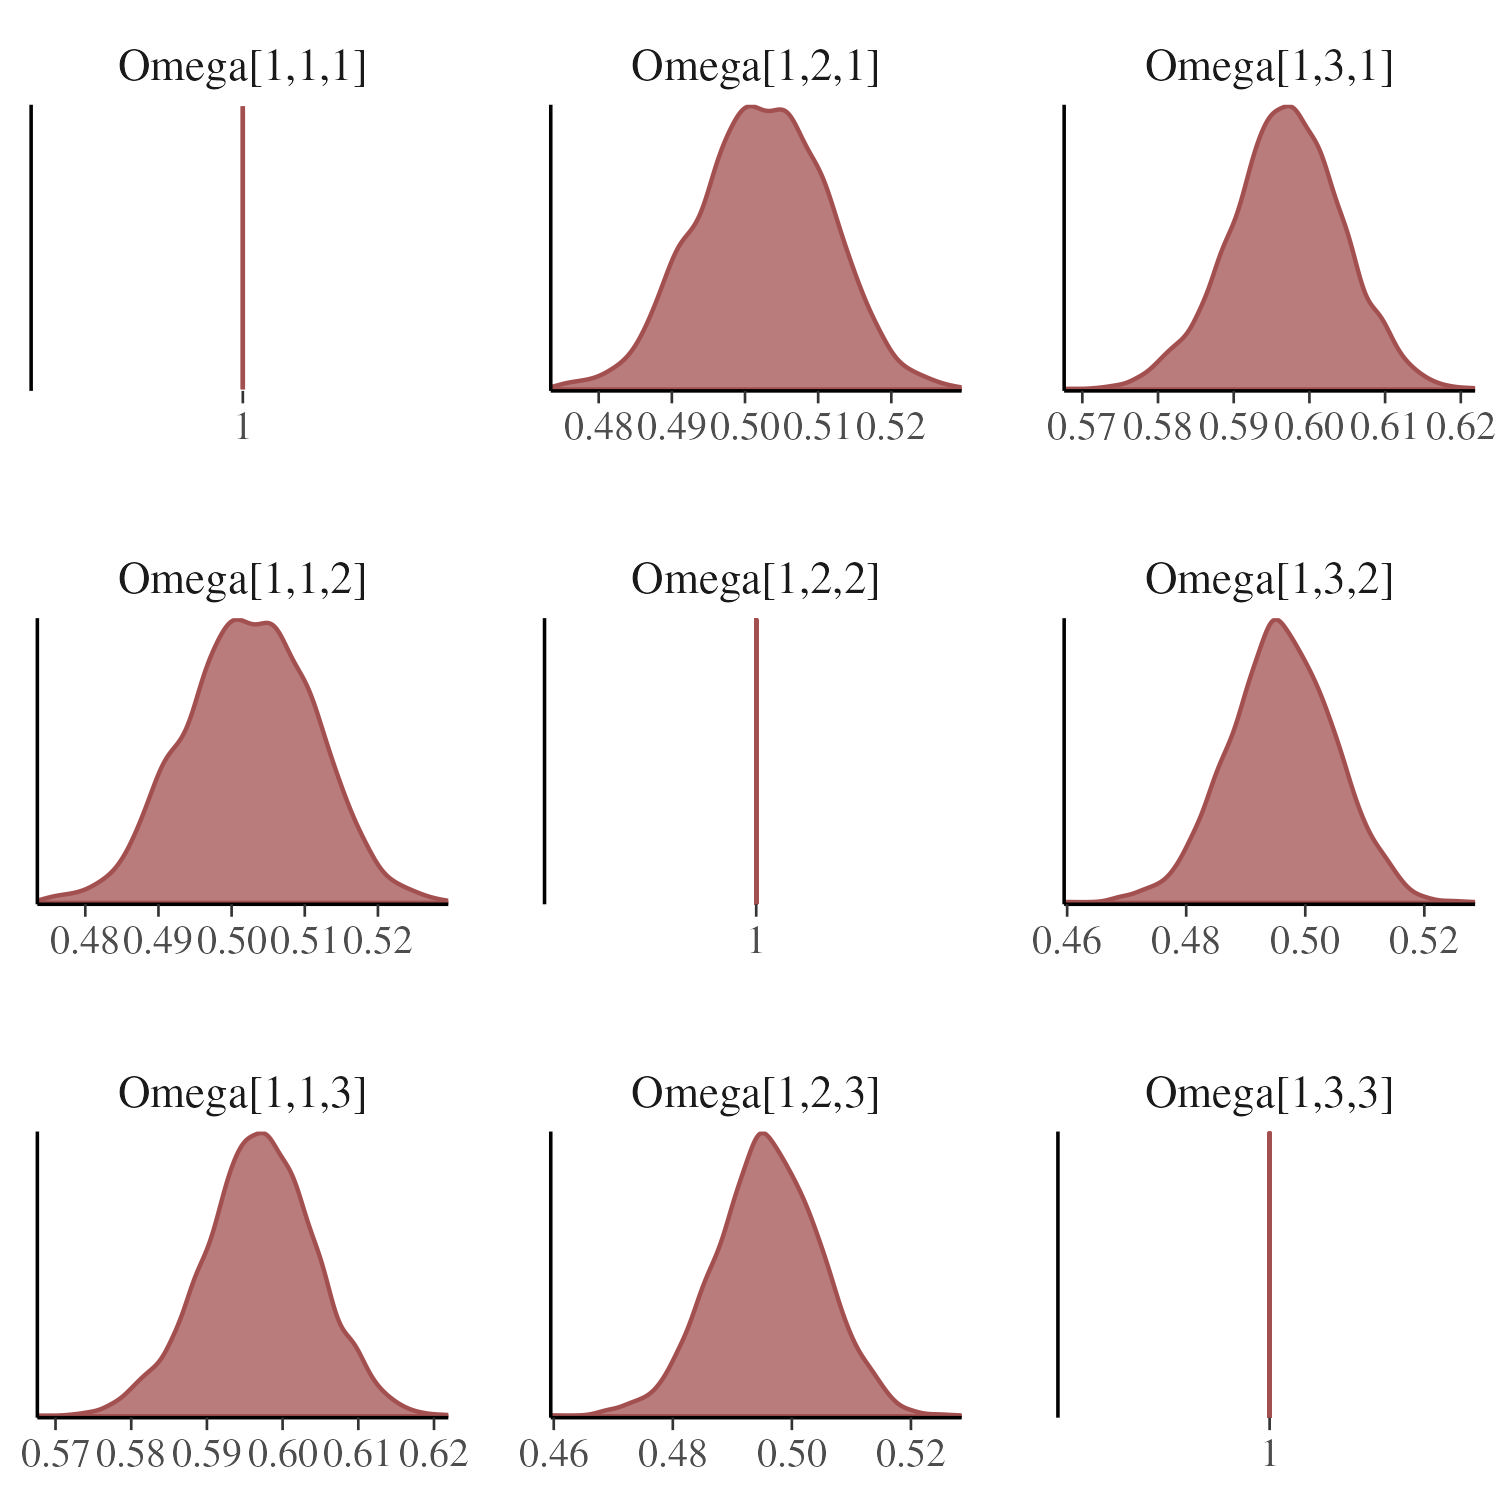 Omega[1,1,1] Omega[1,2,1] Omega[1,3,1]
1 0.48 0.49 0.50 0.51 0.52 0.57 0.58 0.59 0.60 0.61 0.62
Omega[1,1,2] Omega[1,2,2] Omega[1,3,2]
0.48 0.49 0.50 0.51 0.52 1 0.46 0.48 0.50 0.52
Omega[1,1,3] Omega[1,2,3] Omega[1,3,3]
0.57 0.58 0.59 0.60 0.61 0.62 0.46 0.48 0.50 0.52 1